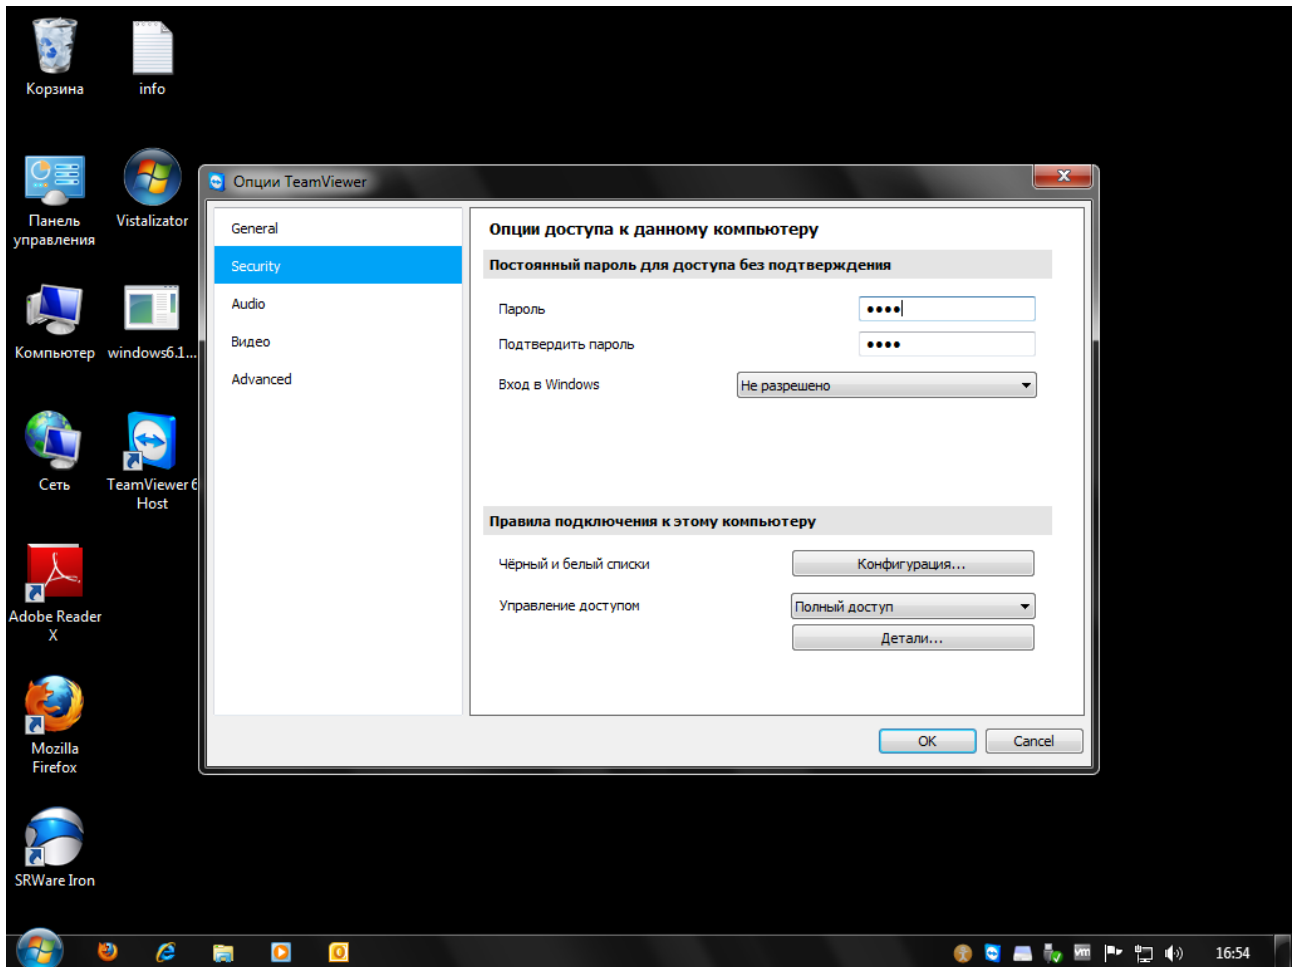 Корзина
info
Панель
управления
Vistalizator
Компьютер
windows6.1...
Сеть
TeamViewer 6
Host
Adobe Reader
X
Mozilla
Firefox
SRWare Iron
Опции TeamViewer
x
General
Security
Audio
Видео
Advanced
Опции доступа к данному компьютеру
Постоянный пароль для доступа без подтверждения
Пароль
Подтвердить пароль
Вход в Windows
Не разрешено
Правила подключения к этому компьютеру
Чёрный и белый списки
Конфигурация...
Управление доступом
Полный доступ
Детали...
OK
Cancel
vm
16:54